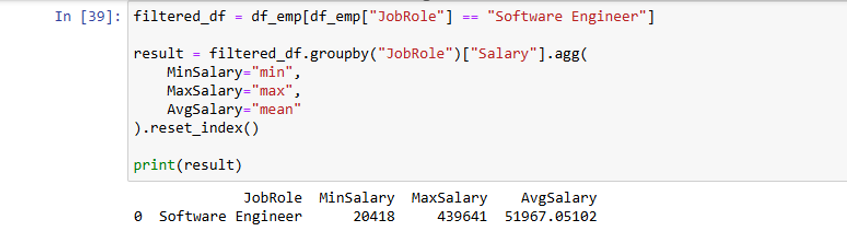 In [39]: filtered_df = df_emp[df_emp["JobRole"] == "Software Engineer"]
result = filtered_df.groupby("JobRole")["Salary"].agg(
    MinSalary="min",
    MaxSalary="max",
    AvgSalary="mean"
).reset_index()
print(result)
JobRole MinSalary MaxSalary AvgSalary
0 Software Engineer 20418 439641 51967.05102